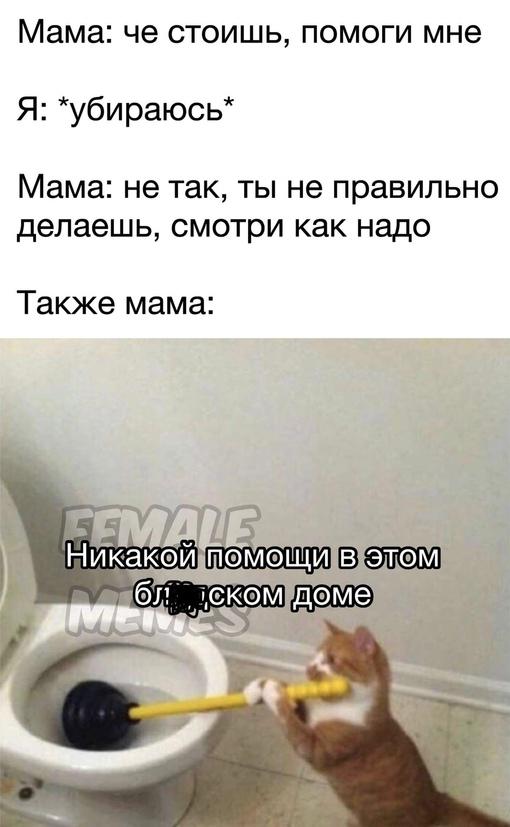 Мама: че стоишь, помоги мне
Я: *убираюсь*
Мама: не так, ты не правильно
делаешь, смотри как надо
Также мама:
FEMALE
Никакой помощи в этом
доме
MEMES